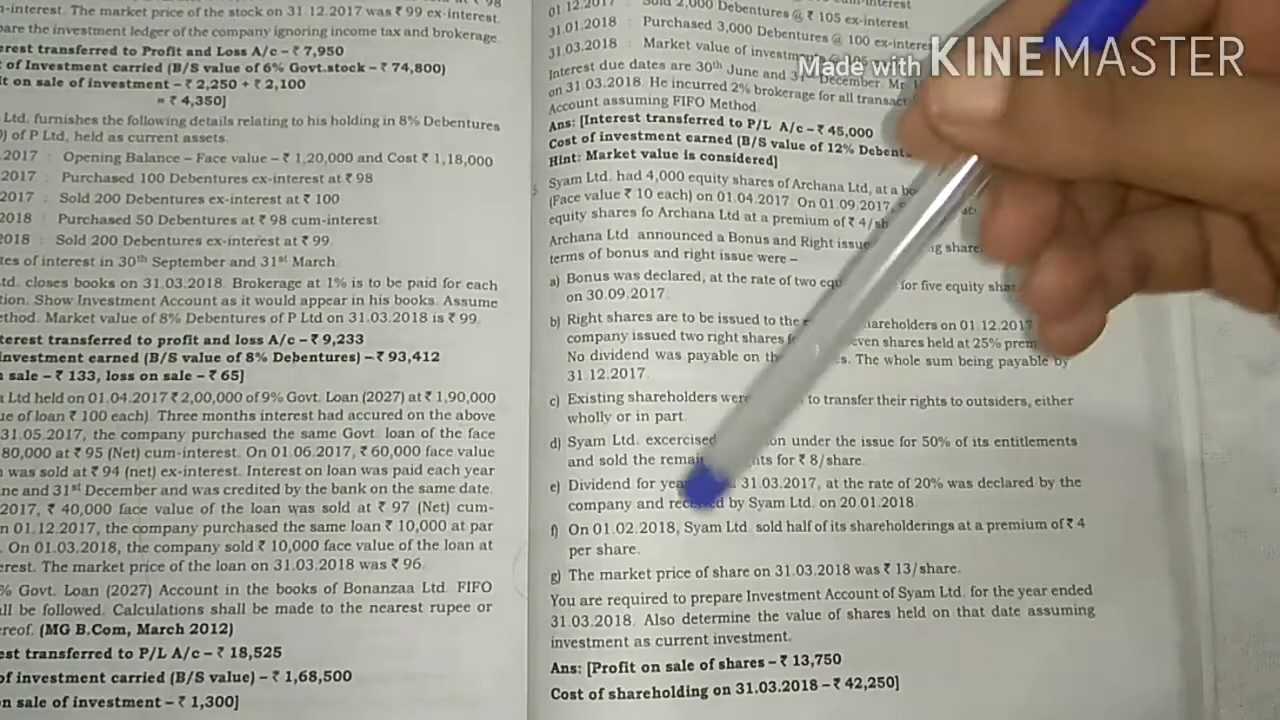 n-interest. The market price of the stock on 31.12.2017 was ₹ 99 ex-interest.
pare the investment ledger of the company ignoring income tax and brokerage.
erest transferred to Profit and Loss A/c – ₹ 7,950
t of Investment carried (B/S value of 6% Govt.stock – ₹ 74,800)
it on sale of investment – ₹ 2,250 + ₹ 2,100
= ₹ 4,350]
Ltd. furnishes the following details relating to his holding in 8% Debentures
) of P Ltd, held as current assets.
.2017 : Opening Balance – Face value – ₹ 1,20,000 and Cost ₹ 1,18,000
2017 : Purchased 100 Debentures ex-interest at ₹ 98
2017 : Sold 200 Debentures ex-interest at ₹ 100
2018 : Purchased 50 Debentures at ₹ 98 cum-interest
2018 : Sold 200 Debentures ex-interest at ₹ 99
tes of interest in 30th September and 31st March
td. closes books on 31.03.2018. Brokerage at 1% is to be paid for each
tion. Show Investment Account as it would appear in his books. Assume
ethod. Market value of 8% Debentures of P Ltd on 31.03.2018 is ₹ 99.
terest transferred to profit and loss A/c – ₹ 9,233
investment earned (B/S value of 8% Debentures) – ₹ 93,412
n sale – ₹ 133, loss on sale – ₹ 65]
a Ltd held on 01.04.2017 ₹ 2,00,000 of 9% Govt. Loan (2027) at ₹ 1,90,000
ue of loan ₹ 100 each). Three months interest had accured on the above
31.05.2017, the company purchased the same Govt. loan of the face
80,000 at ₹ 95 (Net) cum-interest. On 01.06.2017, ₹ 60,000 face value
n was sold at ₹ 94 (net) ex-interest. Interest on loan was paid each year
ne and 31st December and was credited by the bank on the same date.
2017, ₹ 40,000 face value of the loan was sold at ₹ 97 (Net) cum-
n 01.12.2017, the company purchased the same loan ₹ 10,000 at par
. On 01.03.2018, the company sold ₹ 10,000 face value of the loan at
erest. The market price of the loan on 31.03.2018 was ₹ 96.
% Govt. Loan (2027) Account in the books of Bonanzaa Ltd. FIFO
all be followed. Calculations shall be made to the nearest rupee or
ereof. (MG B.Com, March 2012)
est transferred to P/L A/c – ₹ 18,525
of investment carried (B/S value) – ₹ 1,68,500
n sale of investment – ₹ 1,300]
01.12.2017 : Sold 2,000 Debentures @ ₹ 105 ex-interest
31.01.2018 : Purchased 3,000 Debentures @ 100 ex-intere
31.03.2018 : Market value of investm
Interest due dates are 30th June and 31 December. Mr.
on 31.03.2018. He incurred 2% brokerage for all transact
Account assuming FIFO Method.
Ans: [Interest transferred to P/L A/c – ₹ 45,000
Cost of investment earned (B/S value of 12% Debent
Hint: Market value is considered]
5 Syam Ltd. had 4,000 equity shares of Archana Ltd, at a bo
(Face value ₹ 10 each) on 01.04.2017. On 01.09.2017,
equity shares fo Archana Ltd at a premium of ₹ 4/sh
Archana Ltd. announced a Bonus and Right issue ng share
terms of bonus and right issue were –
a) Bonus was declared, at the rate of two equ for five equity shar
on 30.09.2017.
b) Right shares are to be issued to the e hareholders on 01.12.2017
company issued two right shares f even shares held at 25% prem
No dividend was payable on th s. The whole sum being payable by
31.12.2017.
c) Existing shareholders were to transfer their rights to outsiders, either
wholly or in part.
d) Syam Ltd. excercised on under the issue for 50% of its entitlements
and sold the remai hts for ₹ 8/share.
e) Dividend for yea 31.03.2017, at the rate of 20% was declared by the
company and rec d by Syam Ltd. on 20.01.2018.
f) On 01.02.2018, Syam Ltd. sold half of its shareholderings at a premium of ₹ 4
per share.
g) The market price of share on 31.03.2018 was ₹ 13/share.
You are required to prepare Investment Account of Syam Ltd. for the year ended
31.03.2018. Also determine the value of shares held on that date assuming
investment as current investment.
Ans: [Profit on sale of shares – ₹ 13,750
Cost of shareholding on 31.03.2018 – ₹ 42,250]
Made with KINEMASTER